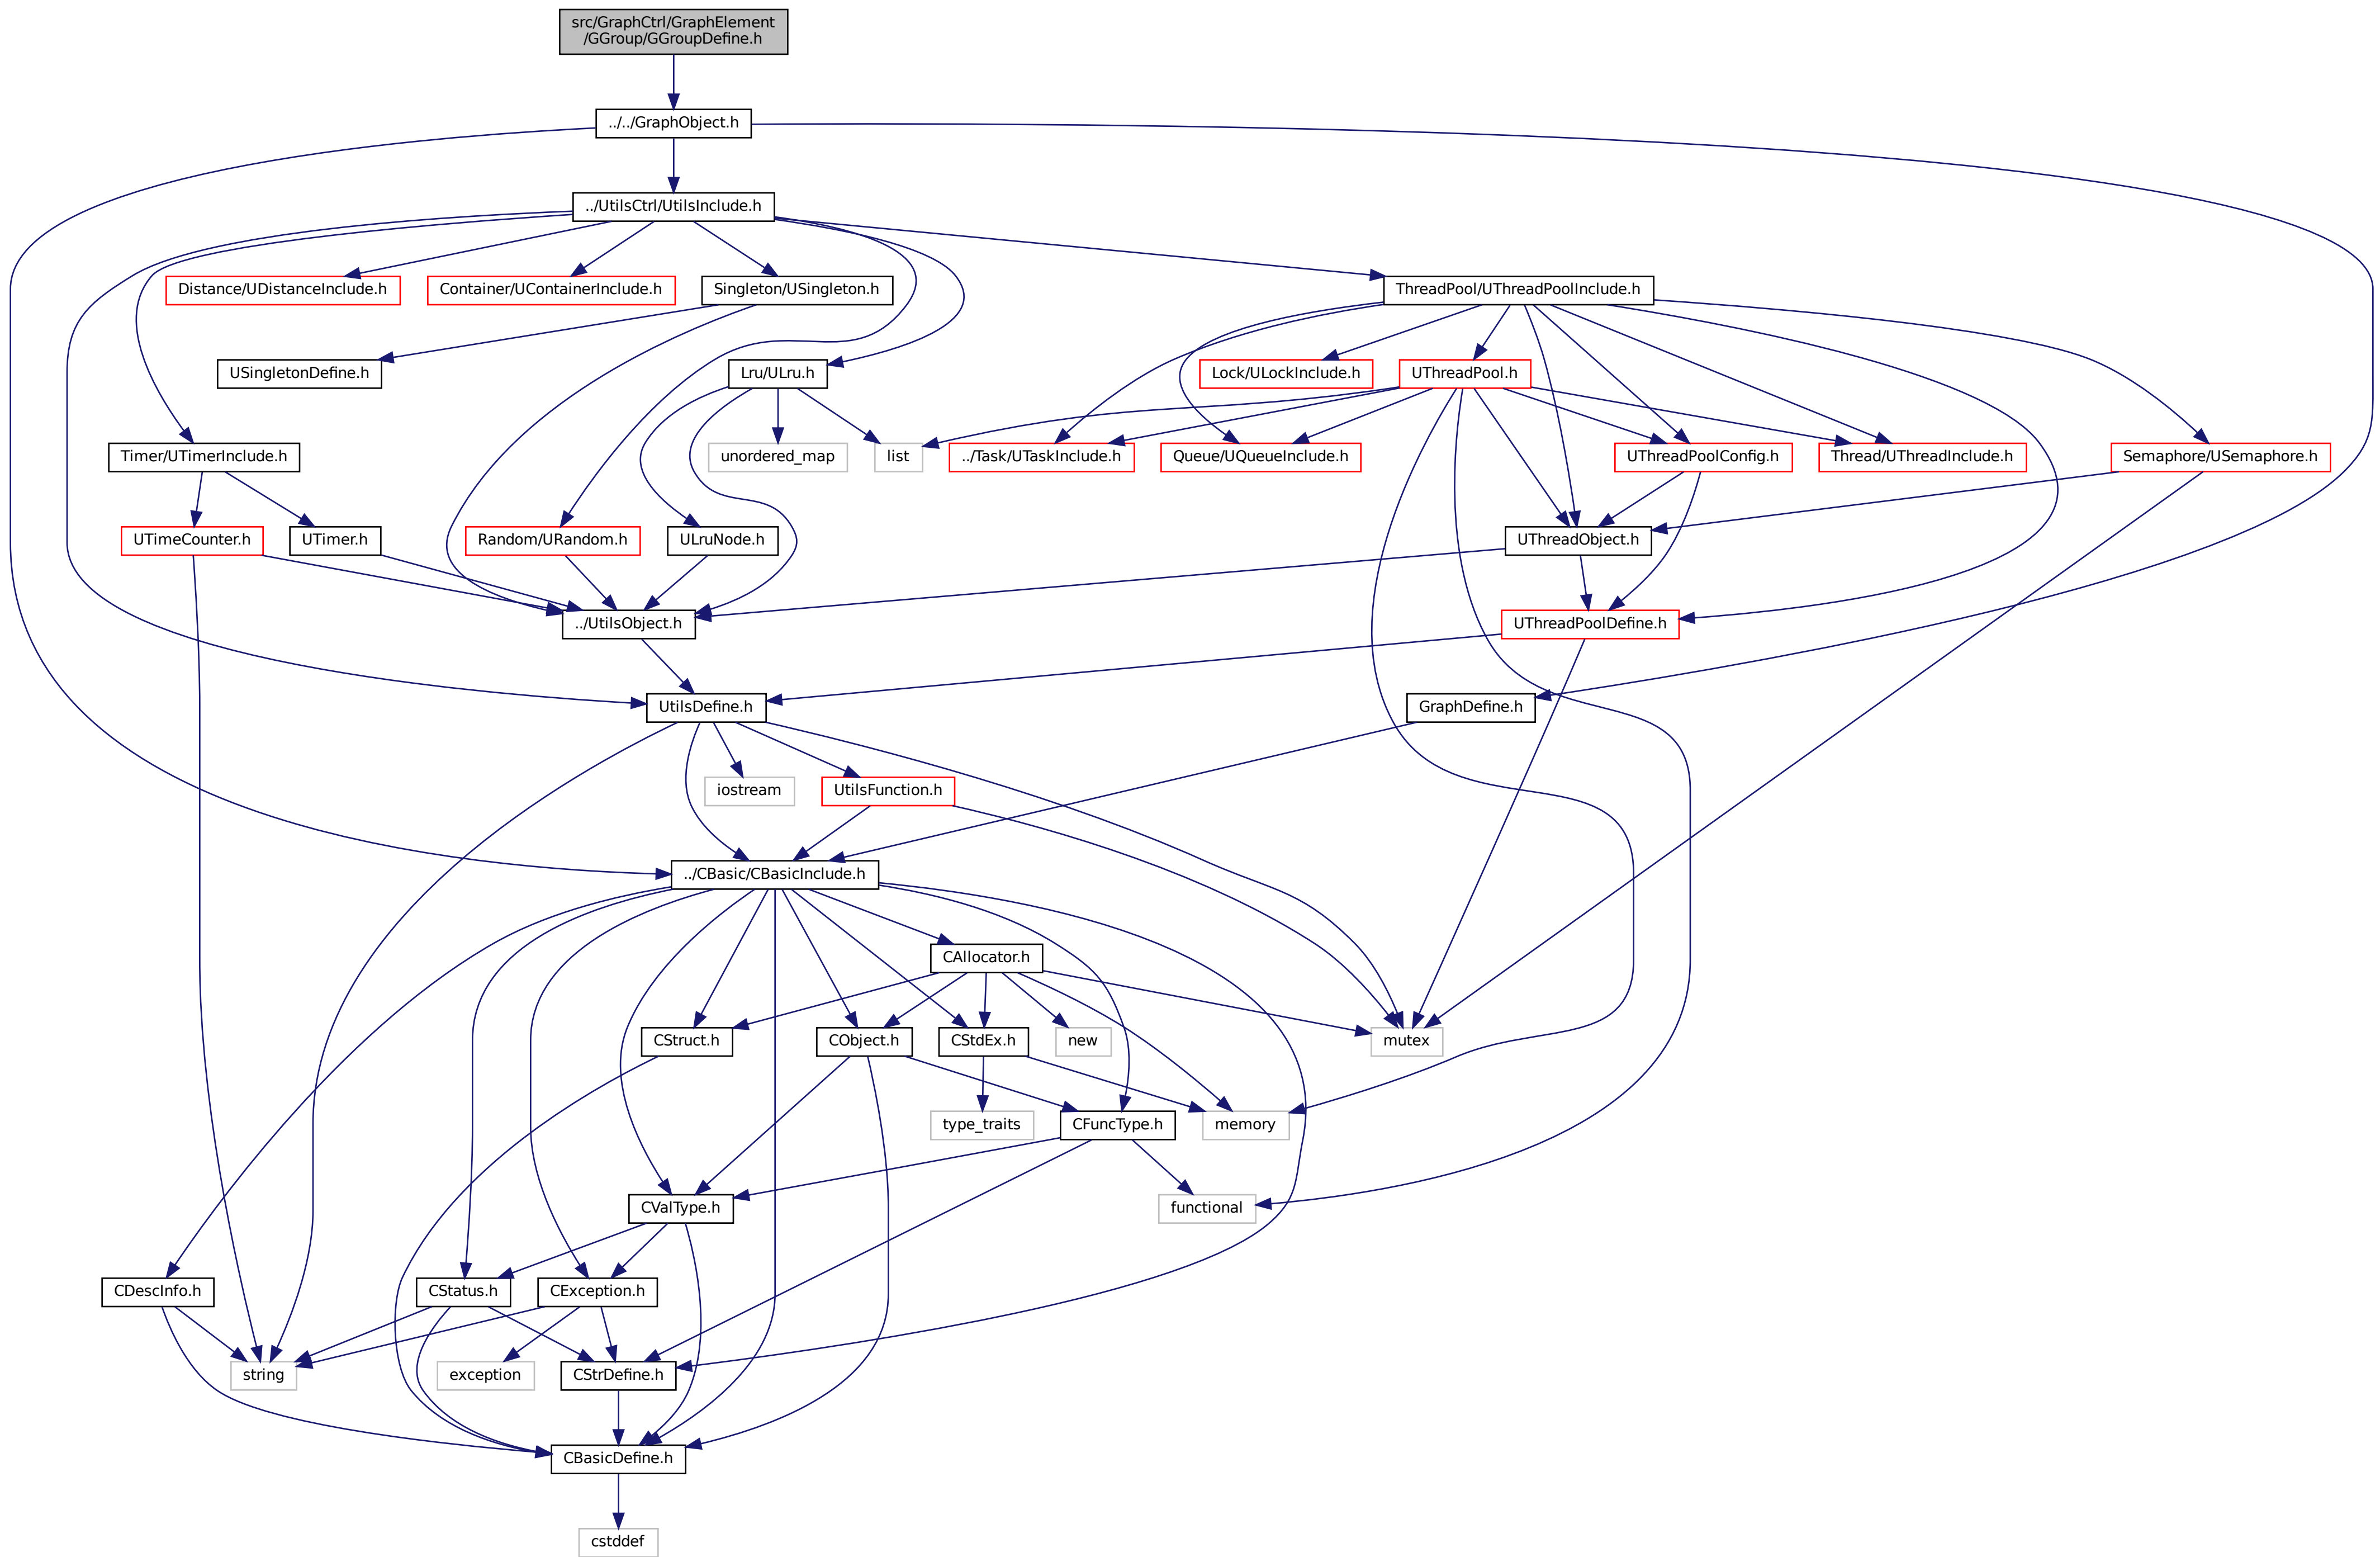 src/GraphCtrl/GraphElement
/GGroup/GGroupDefine.h
../../GraphObject.h
../UtilsCtrl/UtilsInclude.h
Distance/UDistanceInclude.h
Container/UContainerInclude.h
Singleton/USingleton.h
ThreadPool/UThreadPoolInclude.h
USingletonDefine.h
Lru/ULru.h
Lock/ULockInclude.h
UThreadPool.h
Timer/UTimerInclude.h
unordered_map
list
../Task/UTaskInclude.h
Queue/UQueueInclude.h
UThreadPoolConfig.h
Thread/UThreadInclude.h
Semaphore/USemaphore.h
UTimeCounter.h
UTimer.h
Random/URandom.h
ULruNode.h
UThreadObject.h
../UtilsObject.h
UThreadPoolDefine.h
UtilsDefine.h
GraphDefine.h
iostream
UtilsFunction.h
../CBasic/CBasicInclude.h
CAllocator.h
CStruct.h
CObject.h
CStdEx.h
new
mutex
type_traits
CFuncType.h
memory
CValType.h
functional
CDescInfo.h
CStatus.h
CException.h
string
exception
CStrDefine.h
CBasicDefine.h
cstddef